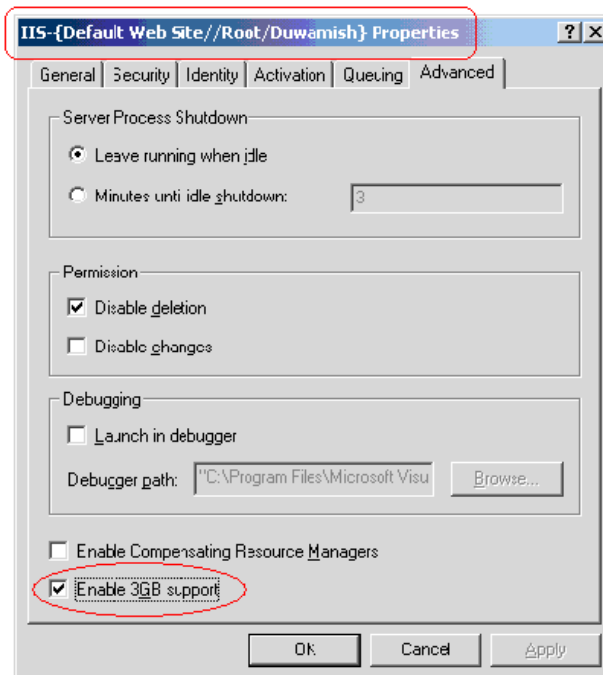 IIS-{Default Web Site//Root/Duwamish} Properties
General Security Identity Activation Queuing Advanced
Server Process Shutdown
Leave running when idle
Minutes until idle shutdown: 3
Permission
Disable deletion
Disable changes
Debugging
Launch in debugger
Debugger path: "C:\Program Files\Microsoft Visu Browse...
Enable Compensating Resource Managers
Enable 3GB support
OK Cancel Apply